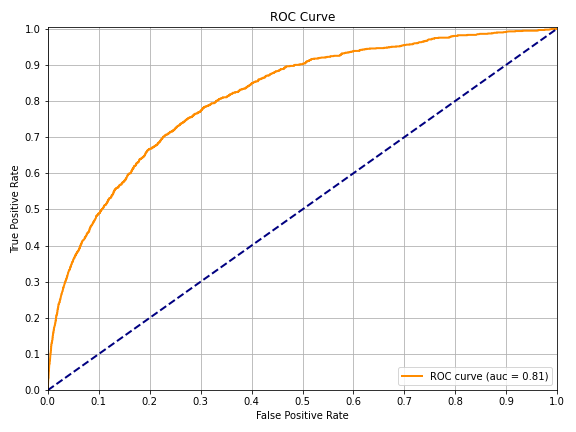 ROC Curve
True Positive Rate
1.0
0.9
0.8
0.7
0.6
0.5
0.4
0.3
0.2
0.1
0.0
ROC curve (auc = 0.81)
0.0 0.1 0.2 0.3 0.4 0.5 0.6 0.7 0.8 0.9 1.0
False Positive Rate